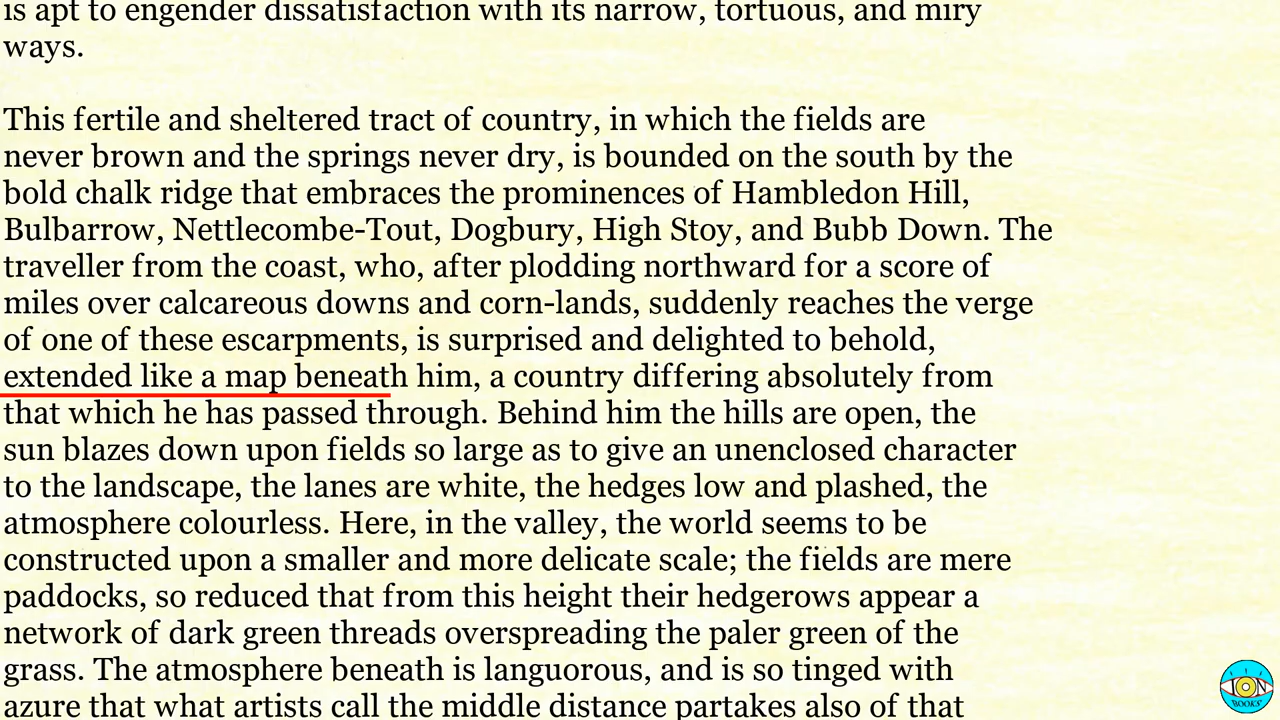 is apt to engender dissatisfaction with its narrow, tortuous, and miry
ways.
This fertile and sheltered tract of country, in which the fields are
never brown and the springs never dry, is bounded on the south by the
bold chalk ridge that embraces the prominences of Hambledon Hill,
Bulbarrow, Nettlecombe-Tout, Dogbury, High Stoy, and Bubb Down. The
traveller from the coast, who, after plodding northward for a score of
miles over calcareous downs and corn-lands, suddenly reaches the verge
of one of these escarpments, is surprised and delighted to behold,
extended like a map beneath him, a country differing absolutely from
that which he has passed through. Behind him the hills are open, the
sun blazes down upon fields so large as to give an unenclosed character
to the landscape, the lanes are white, the hedges low and plashed, the
atmosphere colourless. Here, in the valley, the world seems to be
constructed upon a smaller and more delicate scale; the fields are mere
paddocks, so reduced that from this height their hedgerows appear a
network of dark green threads overspreading the paler green of the
grass. The atmosphere beneath is languorous, and is so tinged with
azure that what artists call the middle distance partakes also of that
ION
BOOKS